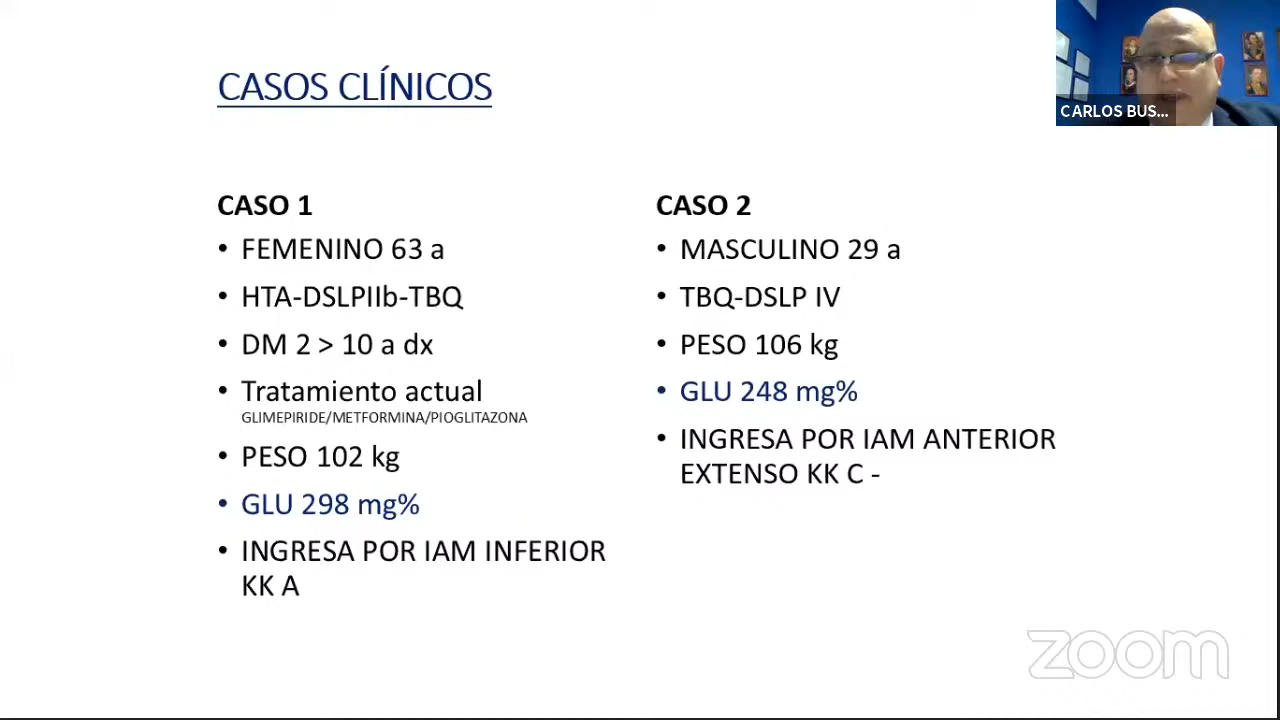 CASOS CLÍNICOS
CARLOS BUS...
CASO 1
• FEMENINO 63 a
• HTA-DSLPIIb-TBQ
• DM 2 > 10 a dx
• Tratamiento actual
GLIMEPIRIDE/METFORMINA/PIOGLITAZONA
• PESO 102 kg
• GLU 298 mg%
• INGRESA POR IAM INFERIOR
KK A
CASO 2
• MASCULINO 29 a
• TBQ-DSLP IV
• PESO 106 kg
• GLU 248 mg%
• INGRESA POR IAM ANTERIOR
EXTENSO KK C -
zoom